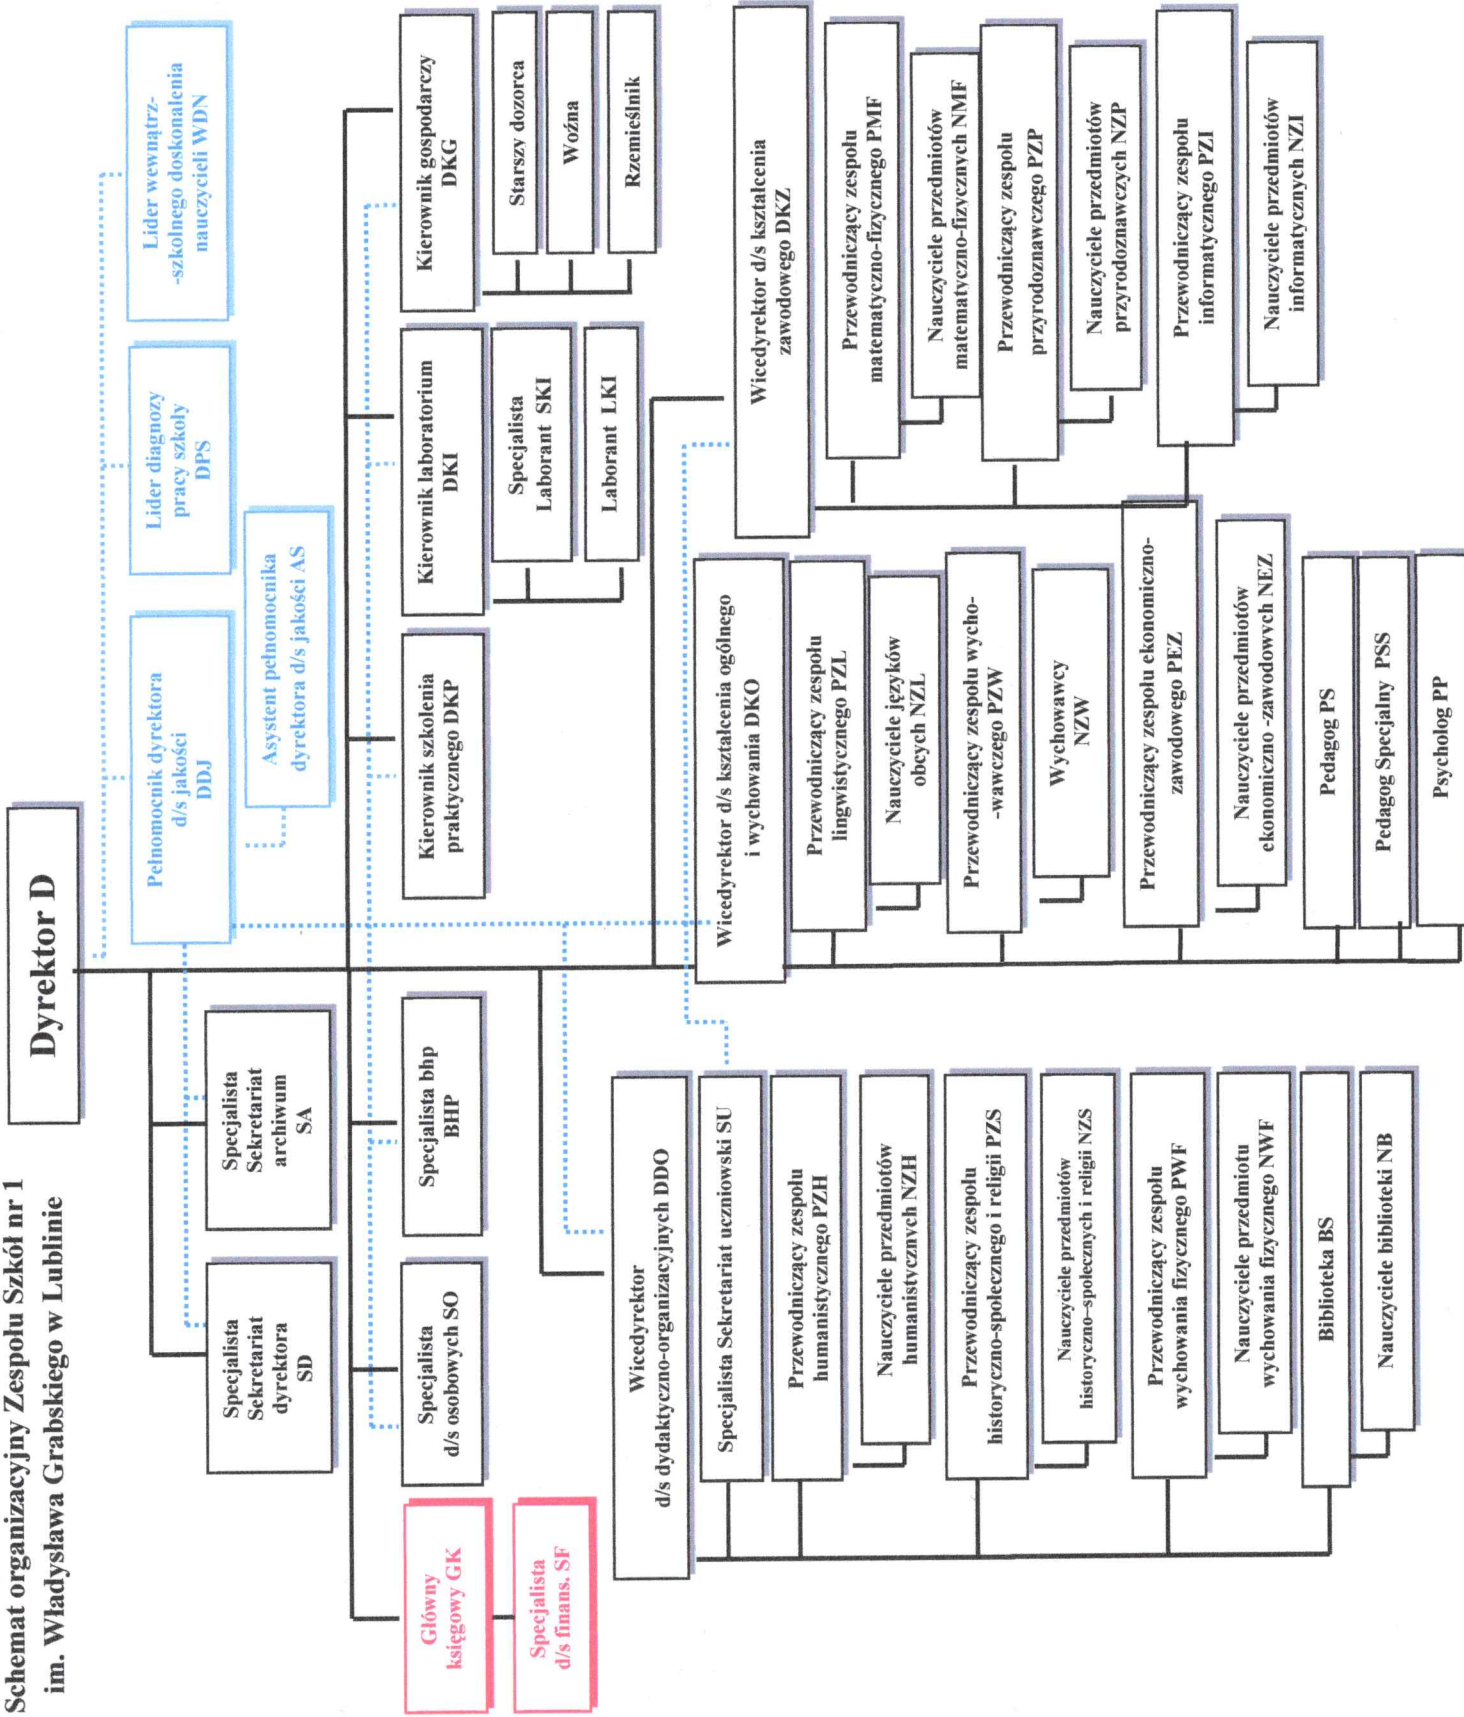 Schemat organizacyjny Zespołu Szkół nr 1
im. Władysława Grabskiego w Lublinie
Dyrektor D
Pełnomocnik dyrektora
d/s jakości
DDJ
Lider diagnozy
pracy szkoły
DPS
Lider wewnątrz-
-szkolnego doskonalenia
nauczycieli WDN
Asystent pełnomocnika
dyrektora d/s jakości AS
Specjalista
Sekretariat
dyrektora
SD
Specjalista
Sekretariat
archiwum
SA
Główny
księgowy GK
Specjalista
d/s finans. SF
Specjalista
d/s osobowych SO
Specjalista bhp
BHP
Kierownik szkolenia
praktycznego DKP
Kierownik laboratorium
DKI
Specjalista
Laborant SKI
Laborant LKI
Kierownik gospodarczy
DKG
Starszy dozorca
Woźna
Rzemieślnik
Wicedyrektor
d/s dydaktyczno-organizacyjnych DDO
Specjalista Sekretariat uczniowski SU
Przewodniczący zespołu
humanistycznego PZH
Nauczyciele przedmiotów
humanistycznych NZH
Przewodniczący zespołu
historyczno-społecznego i religii PZS
Nauczyciele przedmiotów
historyczno–społecznych i religii NZS
Przewodniczący zespołu
wychowania fizycznego PWF
Nauczyciele przedmiotu
wychowania fizycznego NWF
Biblioteka BS
Nauczyciele biblioteki NB
Wicedyrektor d/s kształcenia ogólnego
i wychowania DKO
Przewodniczący zespołu
lingwistycznego PZL
Nauczyciele języków
obcych NZL
Przewodniczący zespołu wycho-
-wawczego PZW
Wychowawcy
NZW
Przewodniczący zespołu ekonomiczno-
zawodowego PEZ
Nauczyciele przedmiotów
ekonomiczno -zawodowych NEZ
Pedagog PS
Pedagog Specjalny PSS
Psycholog PP
Wicedyrektor d/s kształcenia
zawodowego DKZ
Przewodniczący zespołu
matematyczno-fizycznego PMF
Nauczyciele przedmiotów
matematyczno-fizycznych NMF
Przewodniczący zespołu
przyrodoznawczego PZP
Nauczyciele przedmiotów
przyrodoznawczych NZP
Przewodniczący zespołu
informatycznego PZI
Nauczyciele przedmiotów
informatycznych NZI